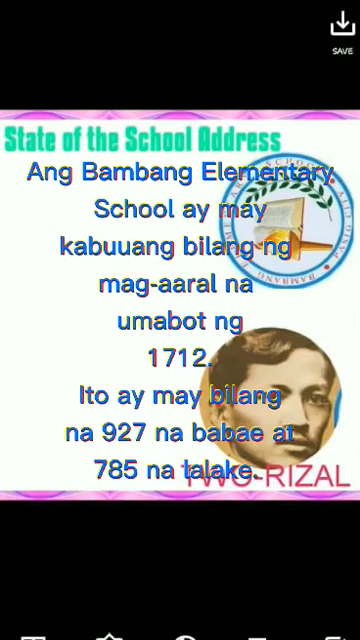 SAVE
State of the School Address
Ang Bambang Elementary
School ay may
kabuuang bilang ng
mag-aaral na
umabot ng
1712.
Ito ay may bilang
na 927 na babae at
785 na lalake.
TWO-RIZAL